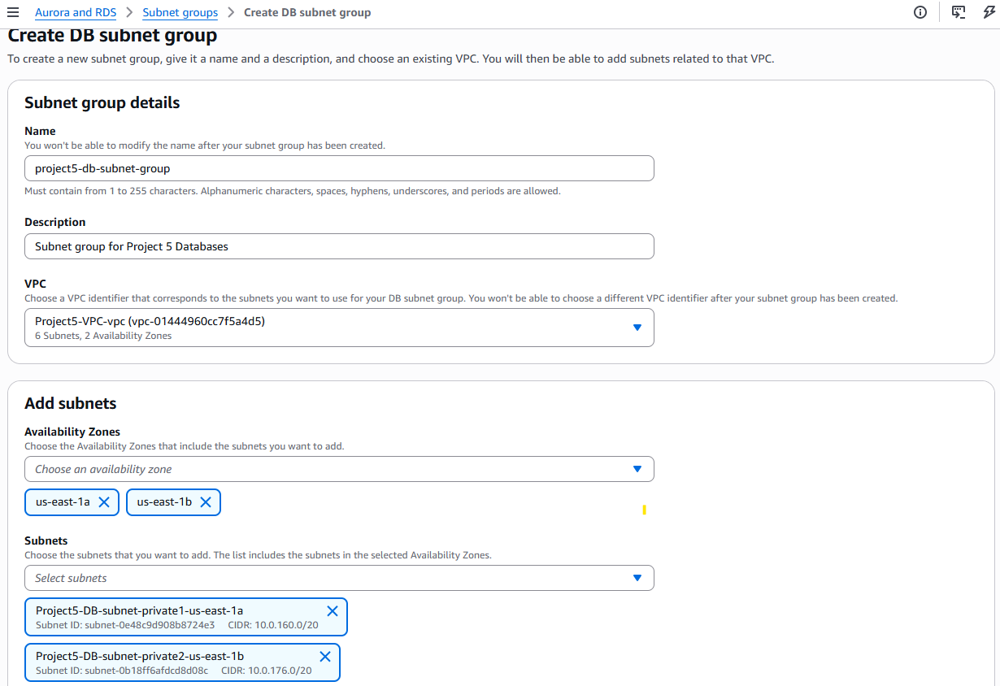 Aurora and RDS > Subnet groups > Create DB subnet group
Create DB subnet group
To create a new subnet group, give it a name and a description, and choose an existing VPC. You will then be able to add subnets related to that VPC.
Subnet group details
Name
You won't be able to modify the name after your subnet group has been created.
project5-db-subnet-group
Must contain from 1 to 255 characters. Alphanumeric characters, spaces, hyphens, underscores, and periods are allowed.
Description
Subnet group for Project 5 Databases
VPC
Choose a VPC identifier that corresponds to the subnets you want to use for your DB subnet group. You won't be able to choose a different VPC identifier after your subnet group has been created.
Project5-VPC-vpc (vpc-01444960cc7f5a4d5)
6 Subnets, 2 Availability Zones
Add subnets
Availability Zones
Choose the Availability Zones that include the subnets you want to add.
Choose an availability zone
us-east-1a us-east-1b
Subnets
Choose the subnets that you want to add. The list includes the subnets in the selected Availability Zones.
Select subnets
Project5-DB-subnet-private1-us-east-1a
Subnet ID: subnet-0e48c9d908b8724e3 CIDR: 10.0.160.0/20
Project5-DB-subnet-private2-us-east-1b
Subnet ID: subnet-0b18ff6afdcd8d08c CIDR: 10.0.176.0/20